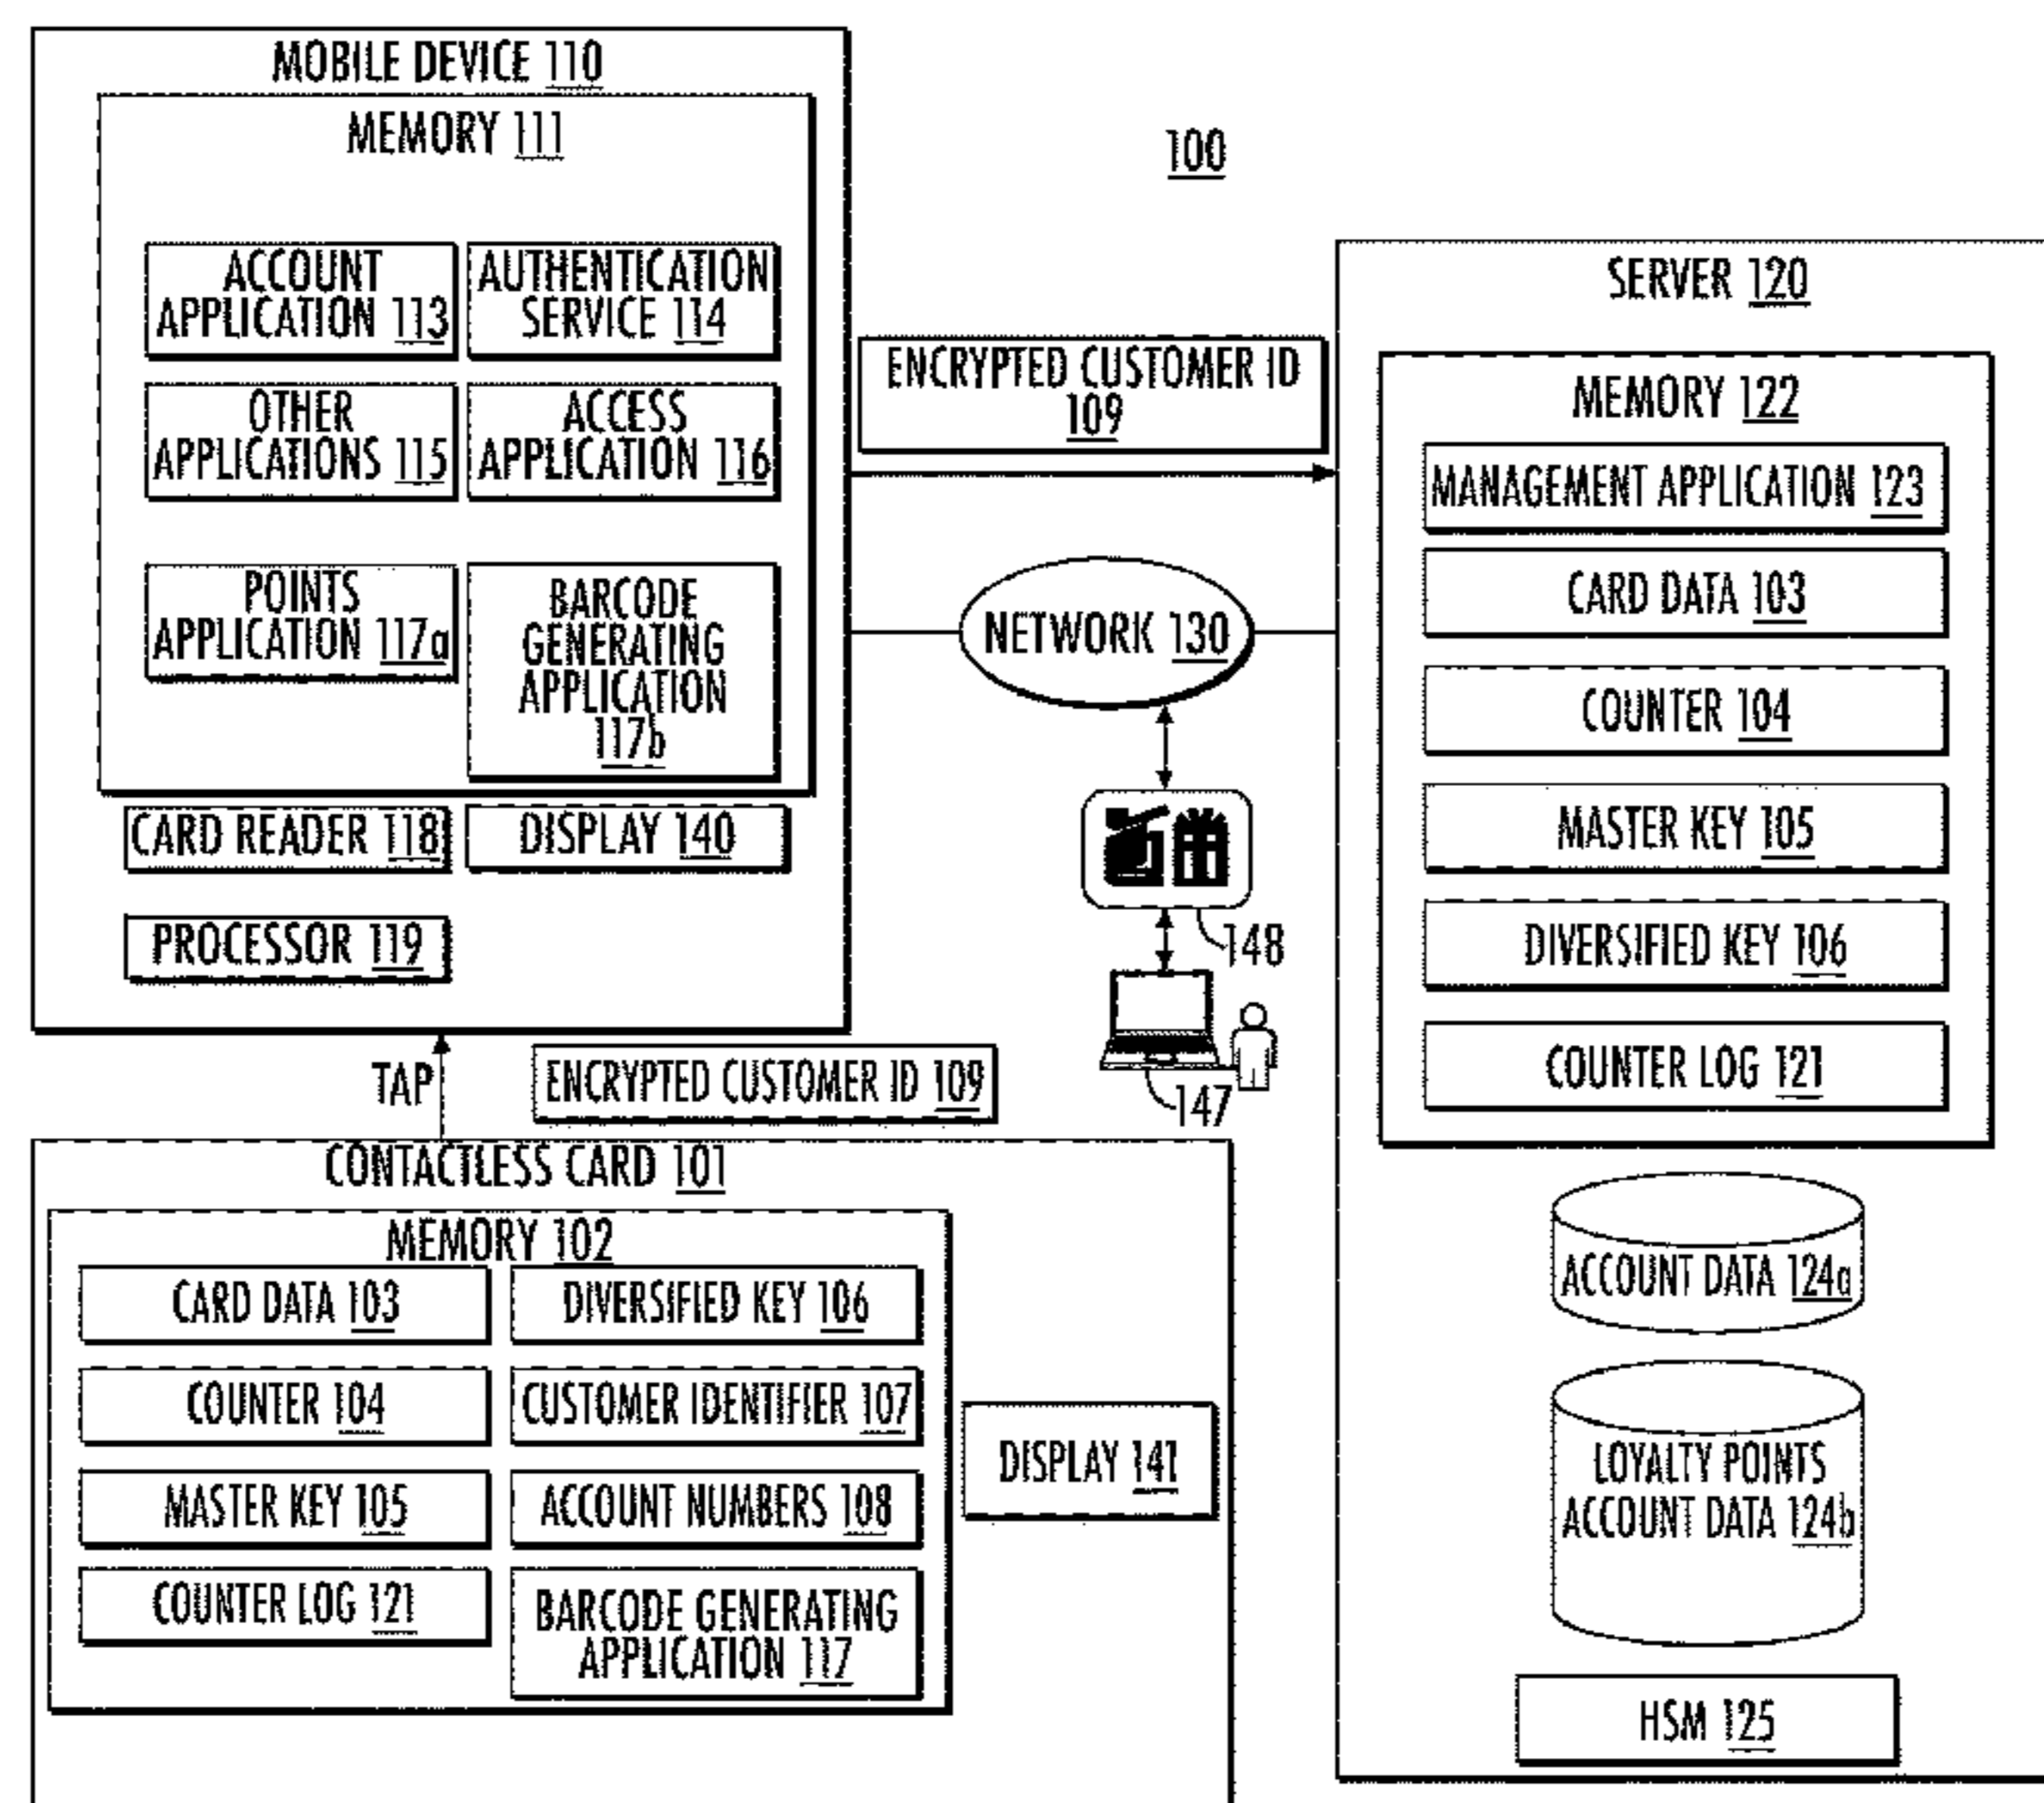 MOBILE DEVICE 110
MEMORY 111
ACCOUNT
APPLICATION 113
AUTHENTICATION
SERVICE 114
OTHER
APPLICATIONS 115
ACCESS
APPLICATION 116
POINTS
APPLICATION 117a
BARCODE
GENERATING
APPLICATION
117b
CARD READER 118
DISPLAY 140
PROCESSOR 119
100
ENCRYPTED CUSTOMER ID
109
NETWORK 130
148
147
TAP
ENCRYPTED CUSTOMER ID 109
CONTACTLESS CARD 101
MEMORY 102
CARD DATA 103
DIVERSIFIED KEY 106
COUNTER 104
CUSTOMER IDENTIFIER 107
MASTER KEY 105
ACCOUNT NUMBERS 108
COUNTER LOG 121
BARCODE GENERATING
APPLICATION 117
DISPLAY 141
SERVER 120
MEMORY 122
MANAGEMENT APPLICATION 123
CARD DATA 103
COUNTER 104
MASTER KEY 105
DIVERSIFIED KEY 106
COUNTER LOG 121
ACCOUNT DATA 124a
LOYALTY POINTS
ACCOUNT DATA 124b
HSM 125